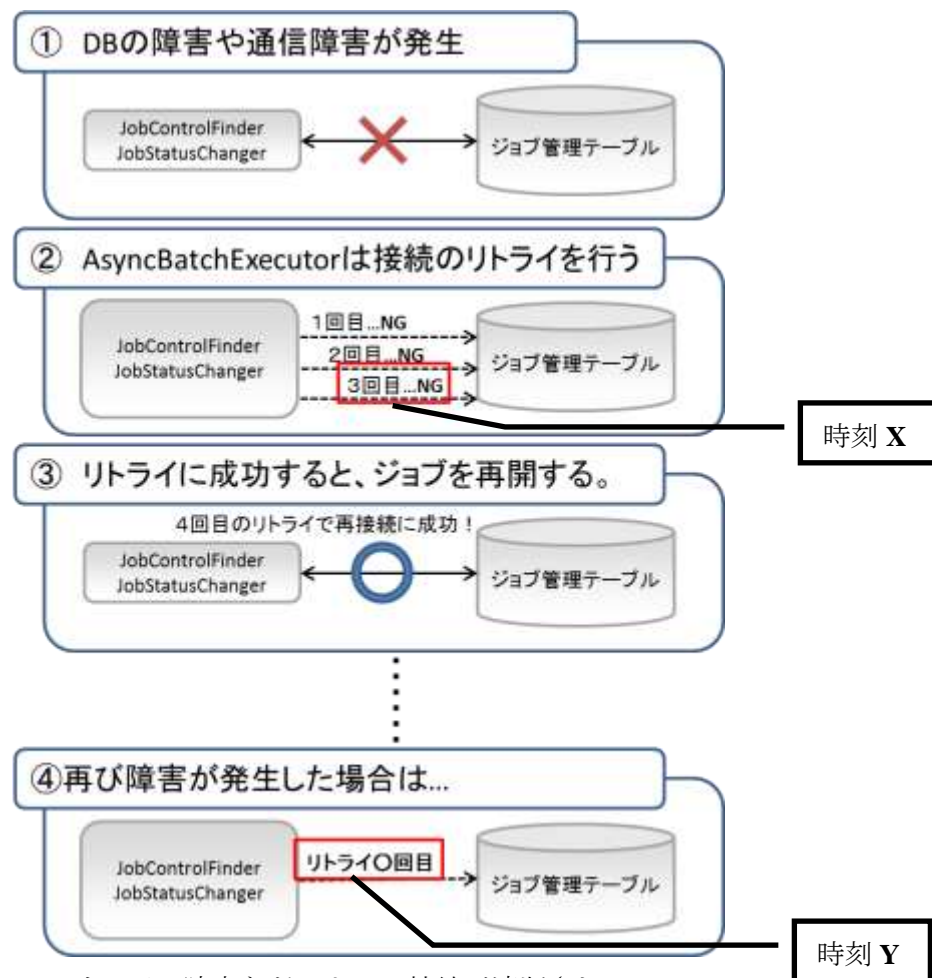 ① DBの障害や通信障害が発生
JobControlFinder
JobStatusChanger
ジョブ管理テーブル
② AsyncBatchExecutorは接続のリトライを行う
JobControlFinder
JobStatusChanger
1回目...NG
2回目...NG
3回目...NG
ジョブ管理テーブル
時刻 X
③ リトライに成功すると、ジョブを再開する。
4回目のリトライで再接続に成功！
JobControlFinder
JobStatusChanger
ジョブ管理テーブル
④再び障害が発生した場合は...
JobControlFinder
JobStatusChanger
リトライ〇回目
ジョブ管理テーブル
時刻 Y